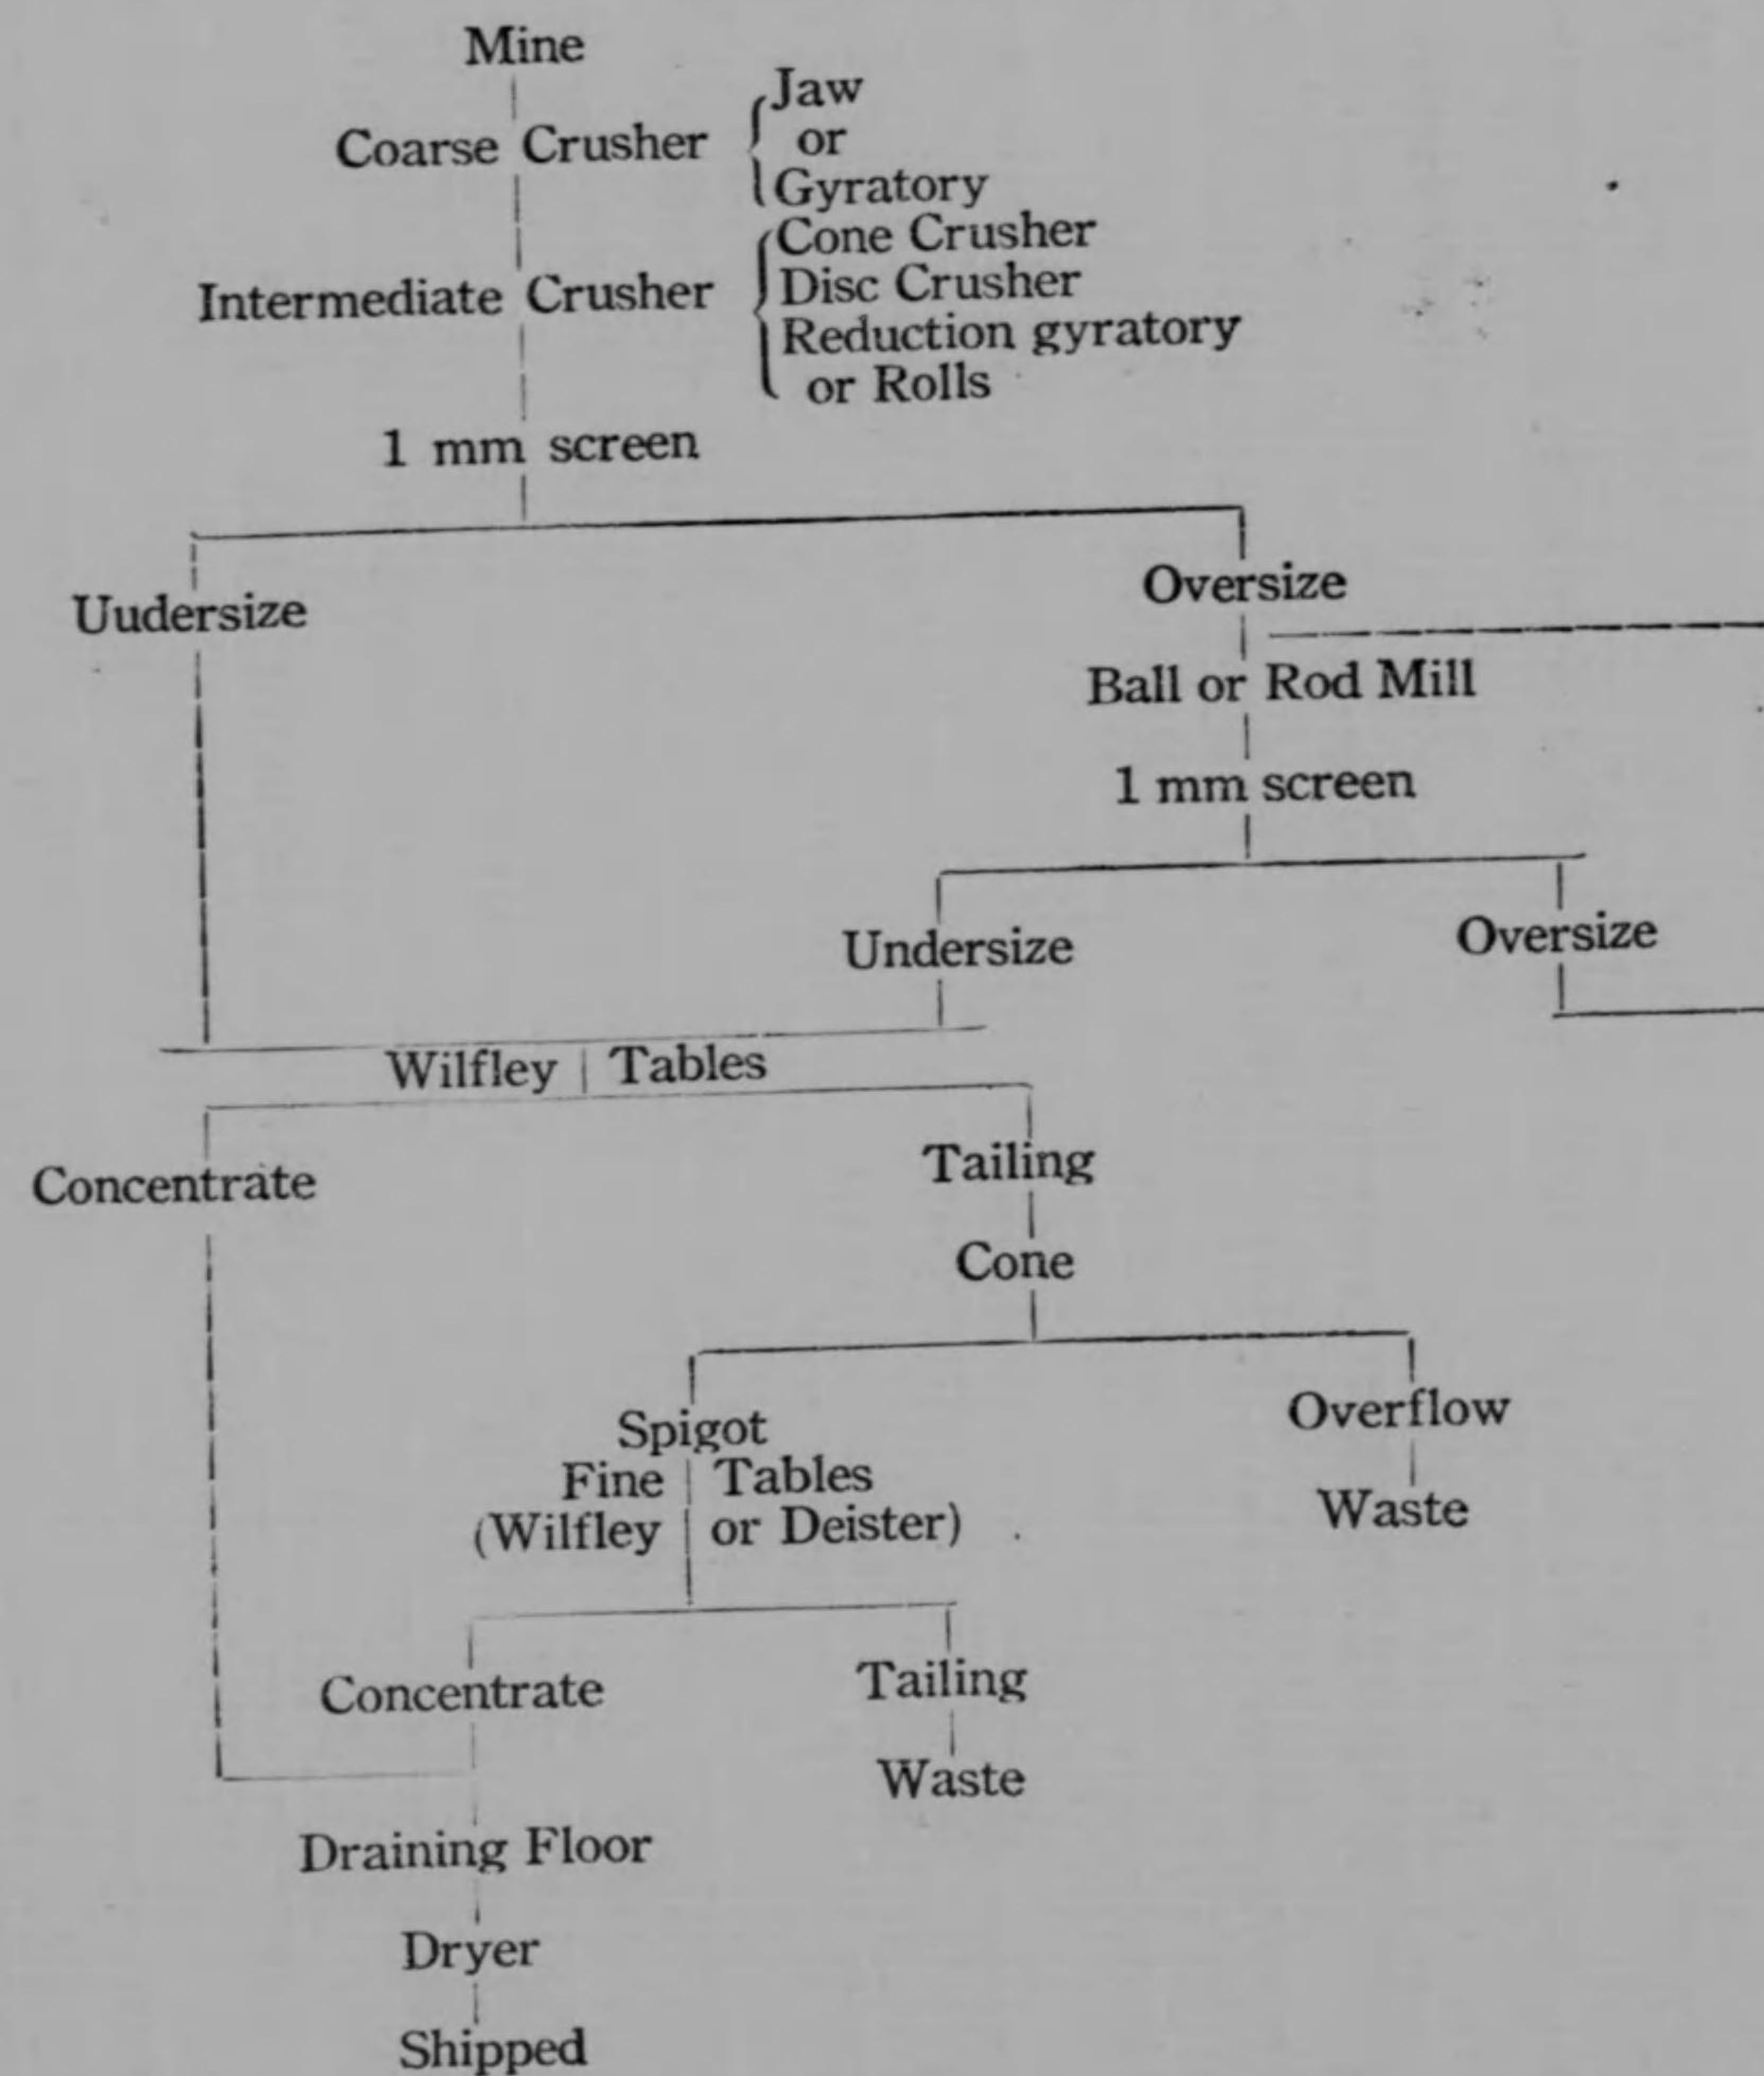 Mine
Jaw
Coarse Crusher or
Gyratory
Cone Crusher
Intermediate Crusher Disc Crusher
Reduction gyratory
or Rolls
1 mm screen
Uudersize Oversize
Ball or Rod Mill
1 mm screen
Undersize Oversize
Wilfley Tables
Concentrate Tailing
Cone
Spigot Overflow
Fine Tables
(Wilfley or Deister) Waste
Concentrate Tailing
Waste
Draining Floor
Dryer
Shipped